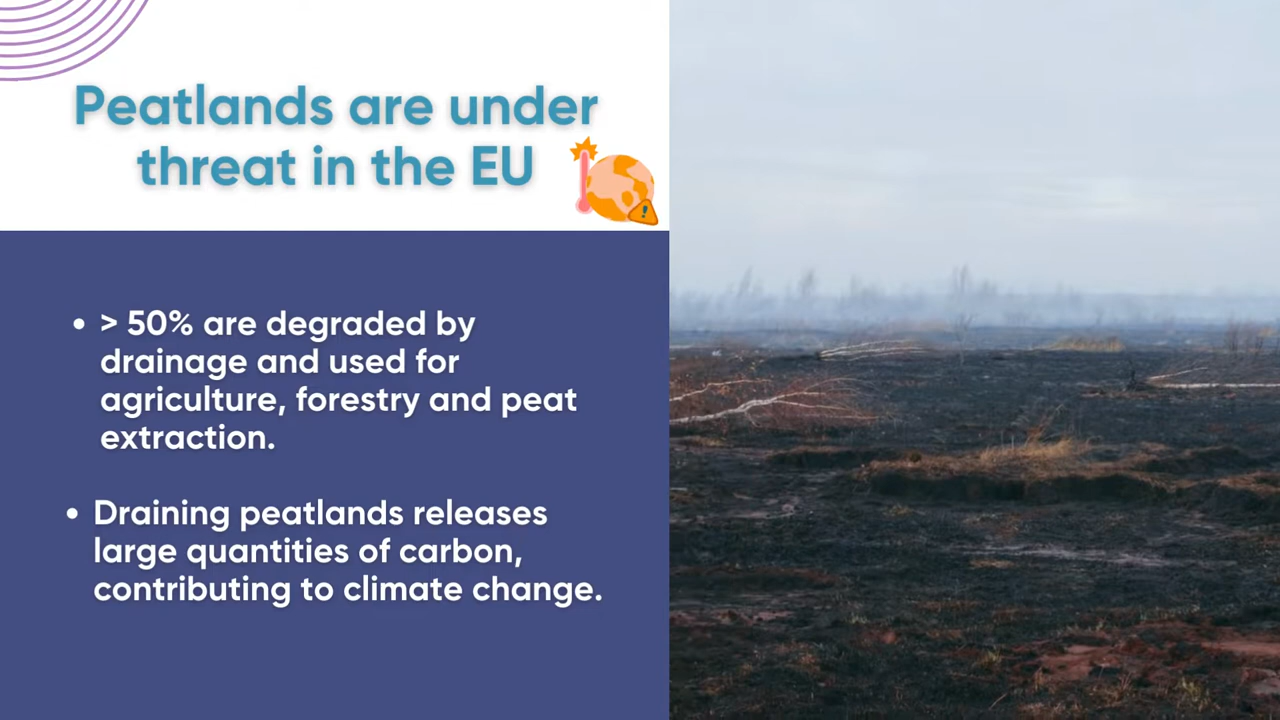 Peatlands are under
threat in the EU
• > 50% are degraded by
drainage and used for
agriculture, forestry and peat
extraction.
• Draining peatlands releases
large quantities of carbon,
contributing to climate change.